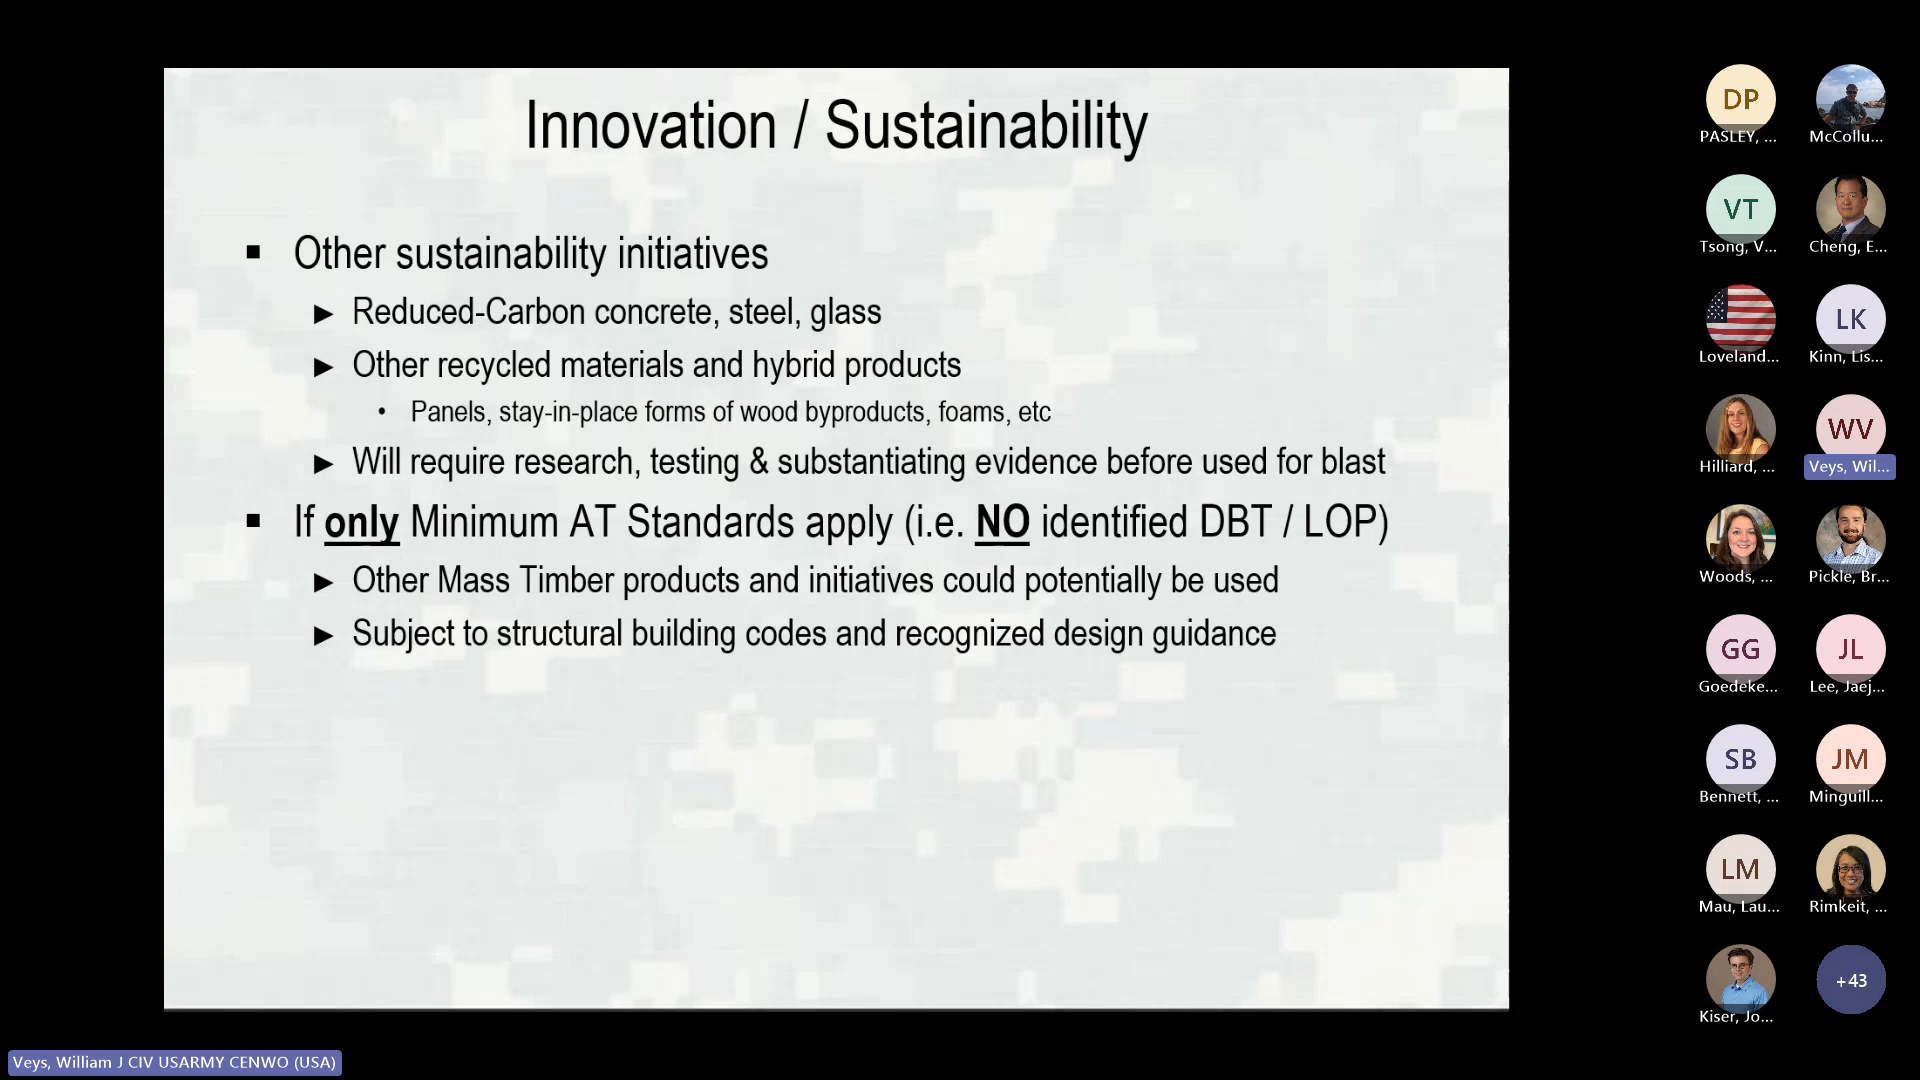 Innovation / Sustainability
▪ Other sustainability initiatives
► Reduced-Carbon concrete, steel, glass
► Other recycled materials and hybrid products
• Panels, stay-in-place forms of wood byproducts, foams, etc
► Will require research, testing & substantiating evidence before used for blast
▪ If only Minimum AT Standards apply (i.e. NO identified DBT / LOP)
► Other Mass Timber products and initiatives could potentially be used
► Subject to structural building codes and recognized design guidance
DP
PASLEY, ...
McCollu...
VT
Tsong, V...
Cheng, E...
Loveland...
LK
Kinn, Lis...
Hilliard, ...
WV
Veys, Wil...
Woods, ...
Pickle, Br...
GG
Goedeke...
JL
Lee, Jaej...
SB
Bennett, ...
JM
Minguill...
LM
Mau, Lau...
Rimkeit, ...
Kiser, Jo...
+43
Veys, William J CIV USARMY CENWO (USA)